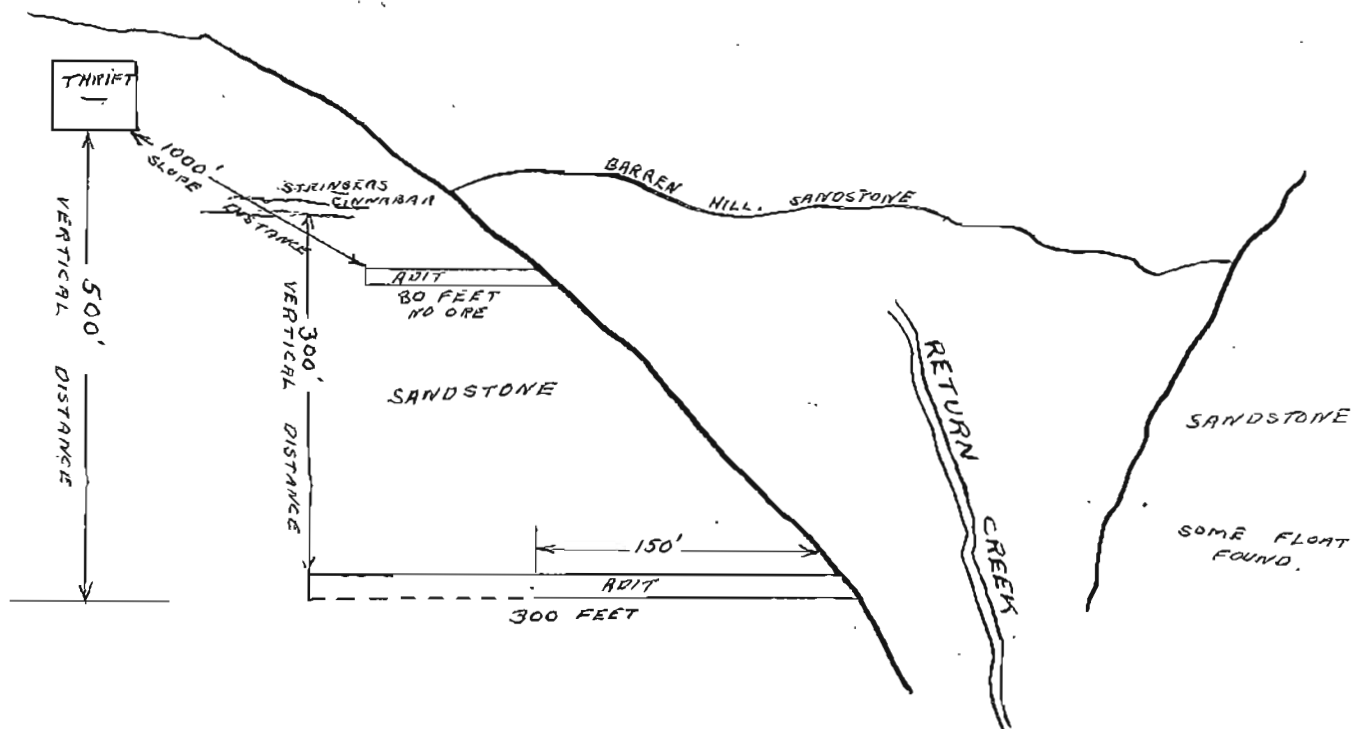 THRIFT
1000'
SLOPE
DISTANCE
STRINGERS
CINNABAR
500'
VERTICAL DISTANCE
300'
VERTICAL DISTANCE
ADIT
80 FEET
NO ORE
SANDSTONE
BARREN HILL. SANDSTONE
RETURN CREEK
SANDSTONE
SOME FLOAT
FOUND.
150'
ADIT
300 FEET